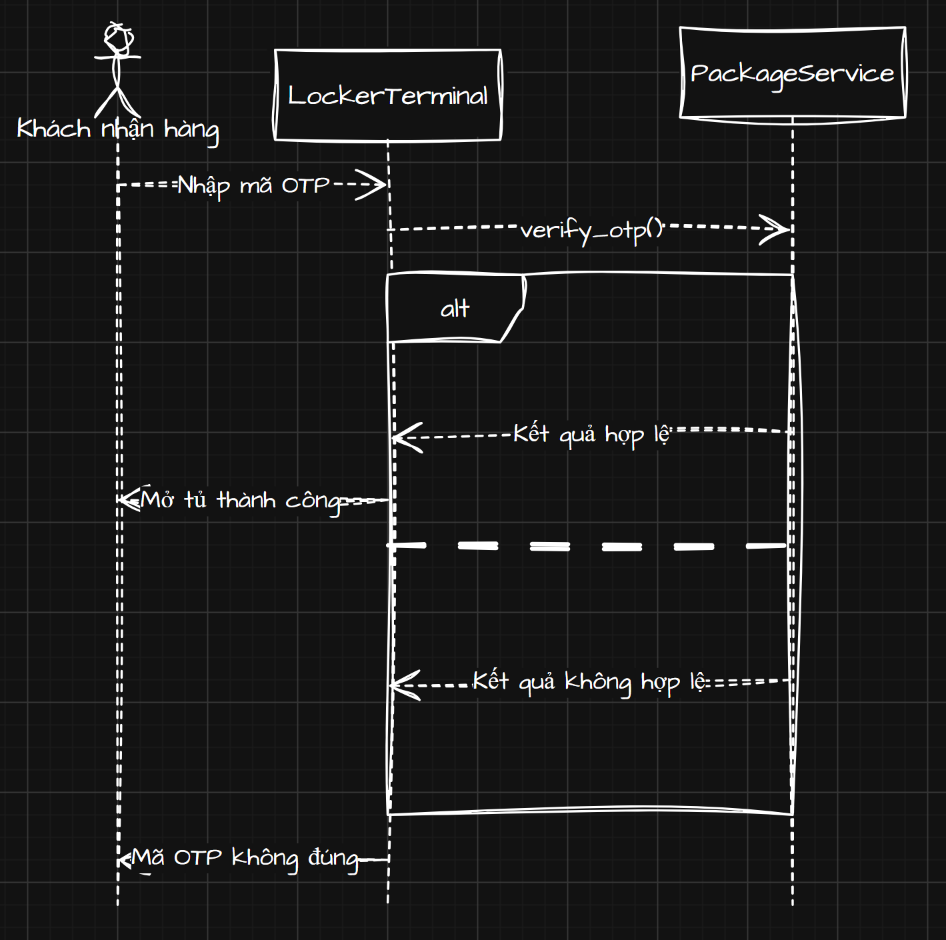 Khách nhận hàng
LockerTerminal
PackageService
Nhập mã OTP
verify_otp()
alt
Kết quả hợp lệ
Mở tủ thành công
Kết quả không hợp lệ
Mã OTP không đúng